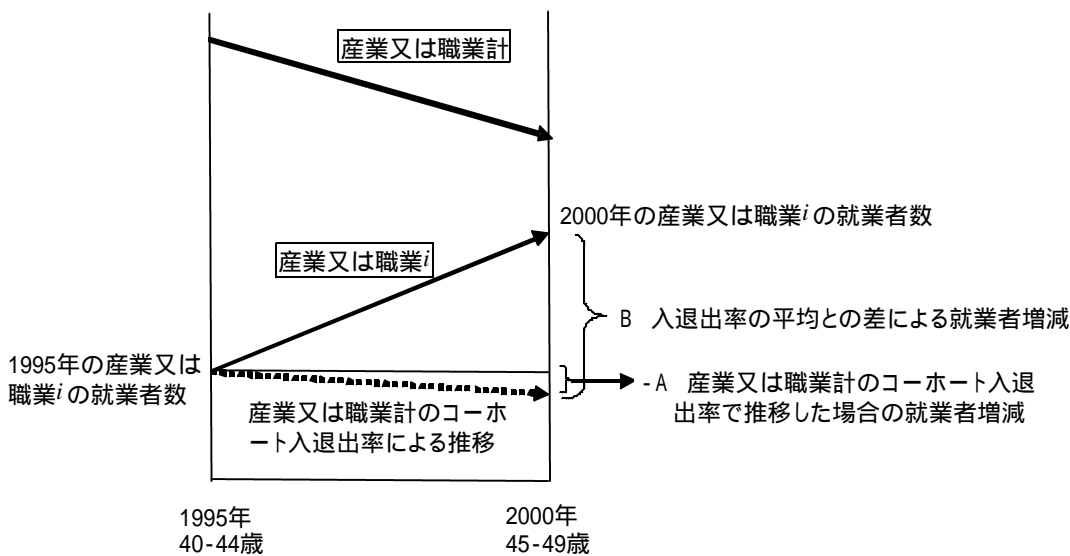 産業又は職業計
2000年の産業又は職業iの就業者数
産業又は職業i
B 入退出率の平均との差による就業者増減
1995年の産業又は
職業iの就業者数
-A 産業又は職業計のコーホート入退
出率で推移した場合の就業者増減
産業又は職業計のコーホ
ート入退出率による推移
1995年
40-44歳
2000年
45-49歳